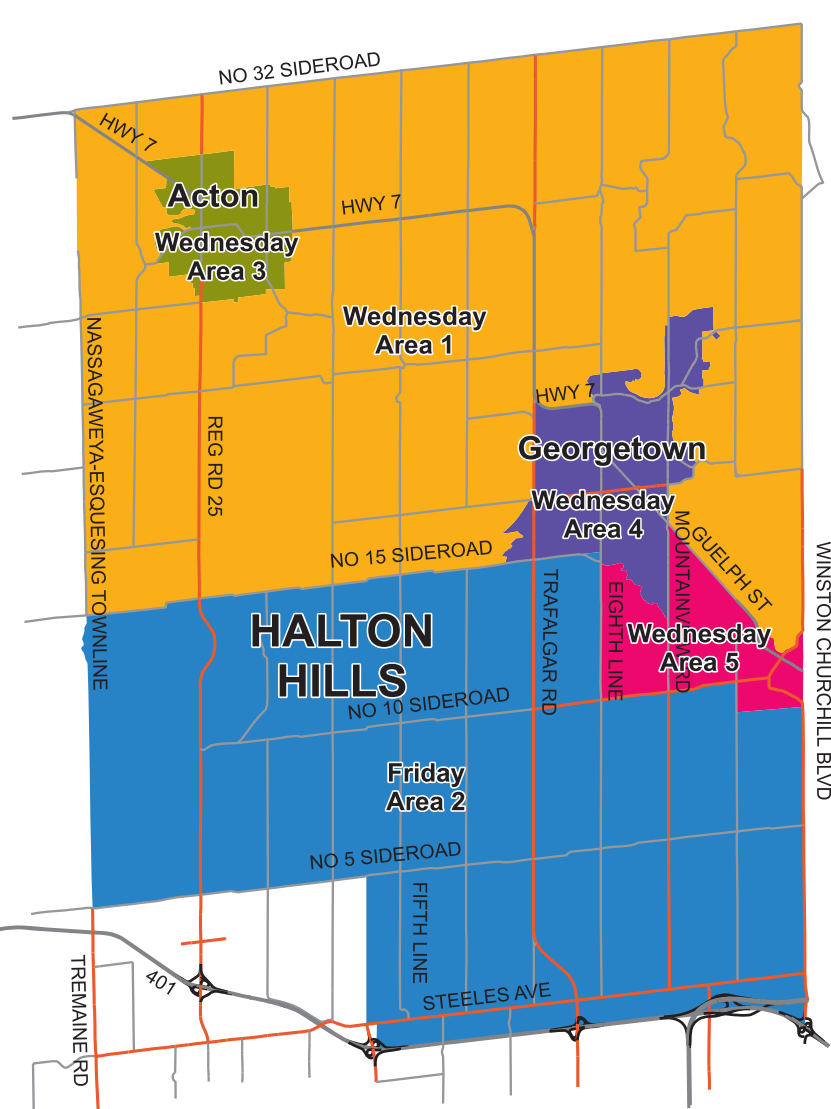 NO 32 SIDEROAD
HWY 7
Acton
HWY 7
Wednesday
Area 3
Wednesday
Area 1
NASSAGAWEYA-ESQUESING TOWNLINE
HWY 7
REG RD 25
Georgetown
Wednesday
Area 4
MOUNTAINVIEW RD
GUELPH ST
NO 15 SIDEROAD
WINSTON CHURCHILL BLVD
TRAFALGAR RD
EIGHTH LINE
HALTON
HILLS
Wednesday
Area 5
NO 10 SIDEROAD
Friday
Area 2
NO 5 SIDEROAD
FIFTH LINE
TREMAINE RD
401
STEELES AVE